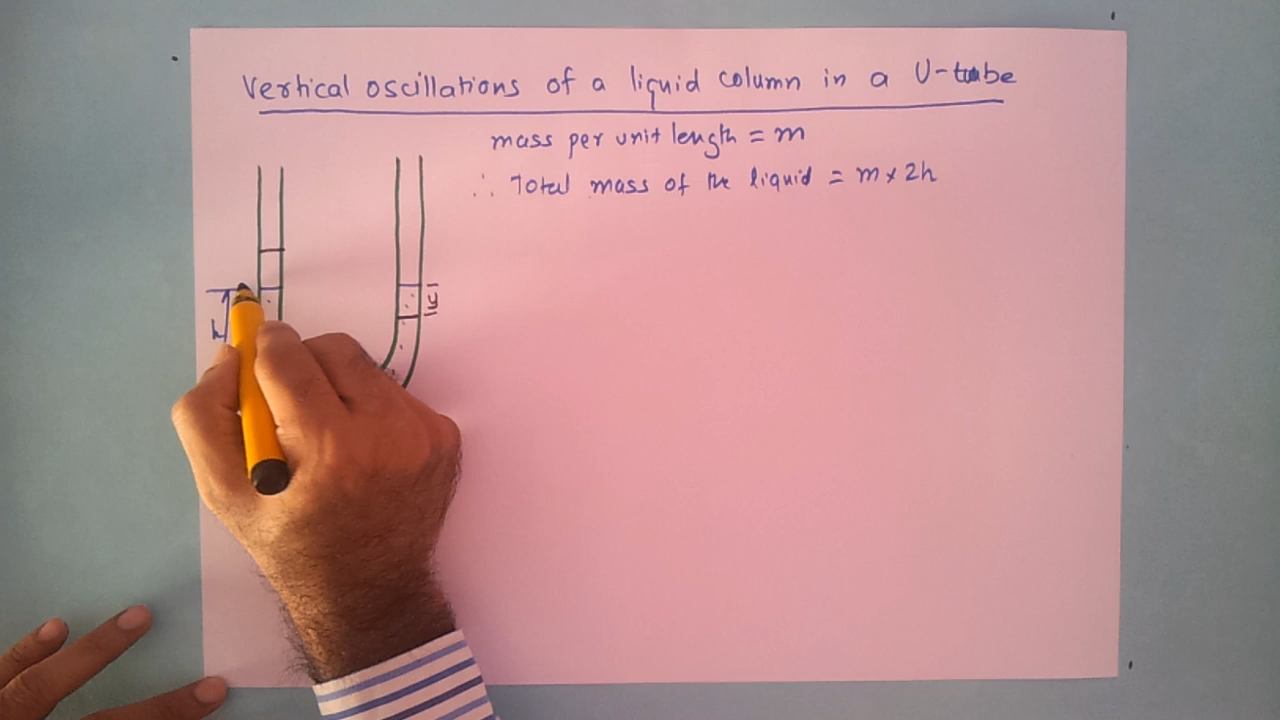 Vertical oscillations of a liquid column in a U-tube
mass per unit length = m
∴ Total mass of the liquid = m x 2h
h
y